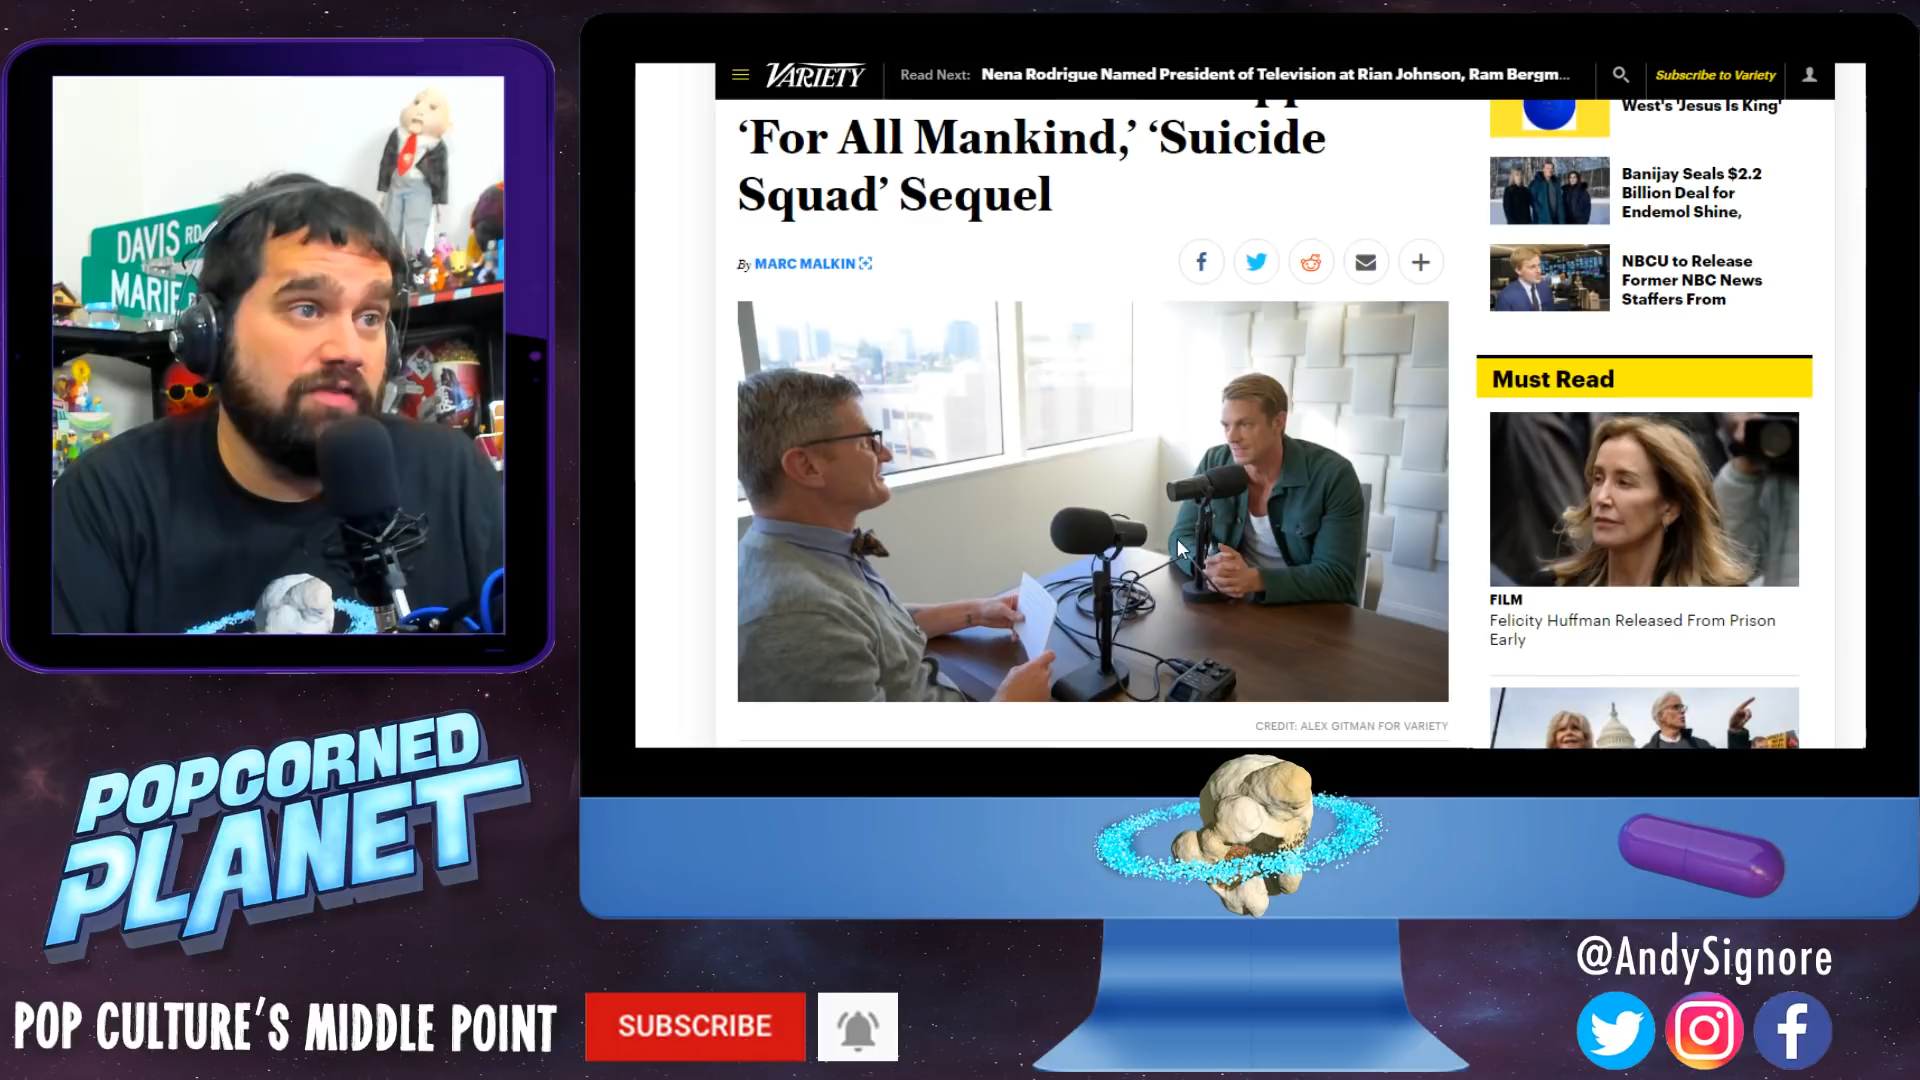 DAVIS RD
MARIE
VARIETY
Read Next: Nena Rodrigue Named President of Television at Rian Johnson, Ram Bergm...
Subscribe to Variety
'For All Mankind,' 'Suicide
Squad' Sequel
By MARC MALKIN
CREDIT: ALEX GITMAN FOR VARIETY
West's 'Jesus Is King'
Banijay Seals $2.2
Billion Deal for
Endemol Shine,
NBCU to Release
Former NBC News
Staffers From
Must Read
FILM
Felicity Huffman Released From Prison
Early
POPCORNED
PLANET
POP CULTURE'S MIDDLE POINT
SUBSCRIBE
@AndySignore